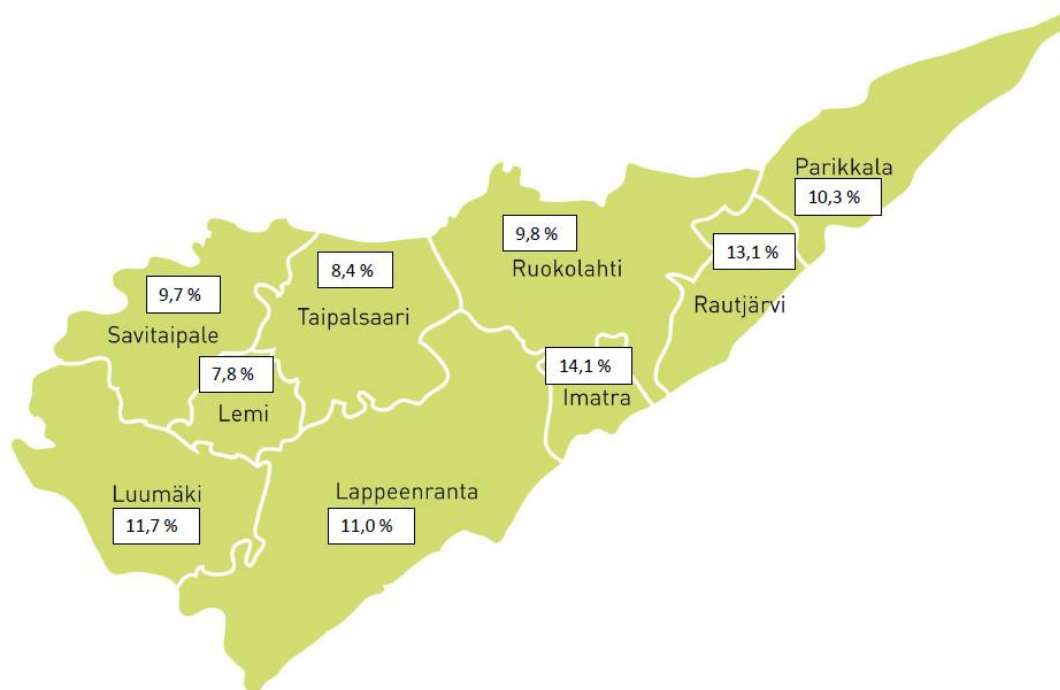 Parikkala
10,3 %
9,8 %
Ruokolahti
13,1 %
Rautjärvi
8,4 %
Taipalsaari
9,7 %
Savitaipale
7,8 %
Lemi
14,1 %
Imatra
Luumäki
11,7 %
Lappeenranta
11,0 %